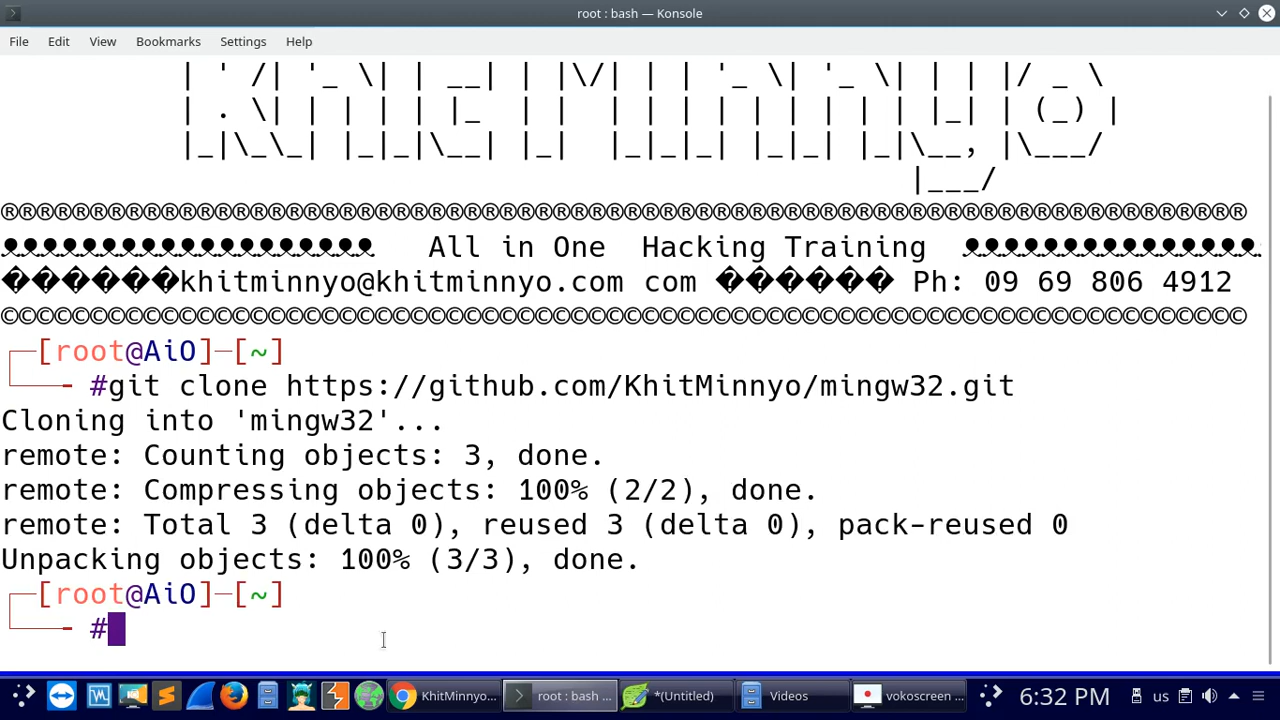 root : bash — Konsole
File Edit View Bookmarks Settings Help
KhitMinnyo
®®®®®®®®®®®®®®®®®®®®®®®®®®®®®®®®®®®®®®®®®®®®®®®®®®®®®®®®®®®®®®®®®®®®®®
All in One Hacking Training
������khitminnyo@khitminnyo.com com ������ Ph: 09 69 806 4912
©©©©©©©©©©©©©©©©©©©©©©©©©©©©©©©©©©©©©©©©©©©©©©©©©©©©©©©©©©©©©©©©©©©©©©
┌─[root@AiO]─[~]
└──╼ #git clone https://github.com/KhitMinnyo/mingw32.git
Cloning into 'mingw32'...
remote: Counting objects: 3, done.
remote: Compressing objects: 100% (2/2), done.
remote: Total 3 (delta 0), reused 3 (delta 0), pack-reused 0
Unpacking objects: 100% (3/3), done.
┌─[root@AiO]─[~]
└──╼ #
KhitMinnyo... root : bash ... *(Untitled) Videos vokoscreen ... 6:32 PM us